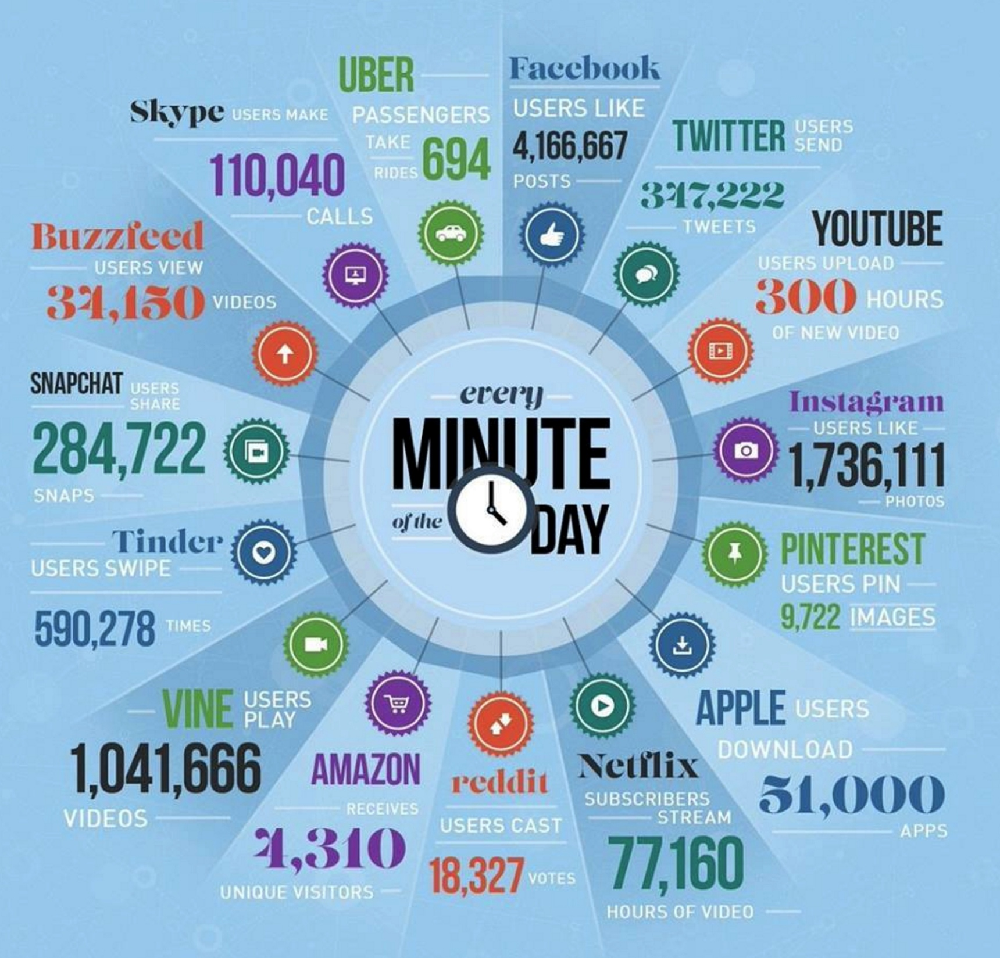 UBER
PASSENGERS
TAKE
RIDES 694
Facebook
USERS LIKE
4,166,667
POSTS
TWITTER USERS
SEND
347,222
TWEETS
YOUTUBE
USERS UPLOAD
300 HOURS
OF NEW VIDEO
Instagram
USERS LIKE
1,736,111
PHOTOS
PINTEREST
USERS PIN
9,722 IMAGES
APPLE USERS
DOWNLOAD
51,000
APPS
Netflix
SUBSCRIBERS
STREAM
77,160
HOURS OF VIDEO
reddit
USERS CAST
18,327 VOTES
AMAZON
RECEIVES
4,310
UNIQUE VISITORS
VINE USERS
PLAY
1,041,666
VIDEOS
Tinder
USERS SWIPE
590,278 TIMES
SNAPCHAT USERS
SHARE
284,722
SNAPS
Buzzfeed
USERS VIEW
34,150 VIDEOS
Skype USERS MAKE
110,040
CALLS
every
MINUTE
of the DAY